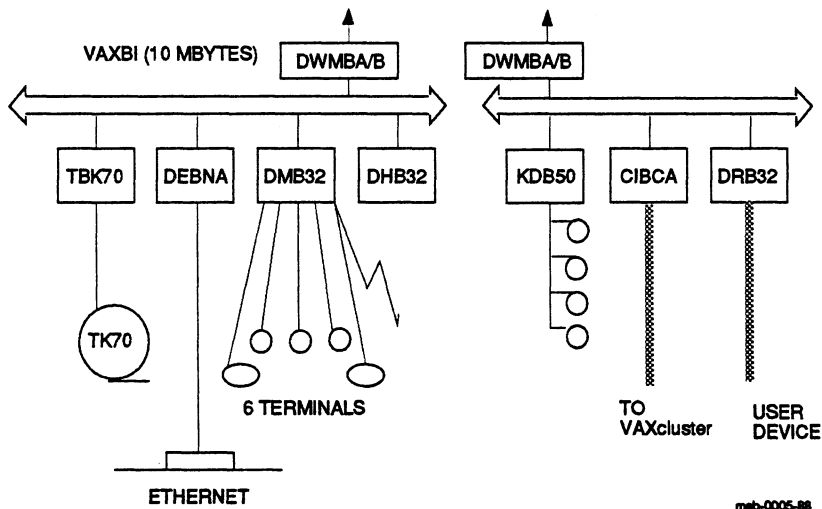 VAXBI (10 MBYTES)
DWMBA/B
DWMBA/B
TBK70
DEBNA
DMB32
DHB32
KDB50
CIBCA
DRB32
TK70
6 TERMINALS
TO
VAXcluster
USER
DEVICE
ETHERNET
msb-0005-88